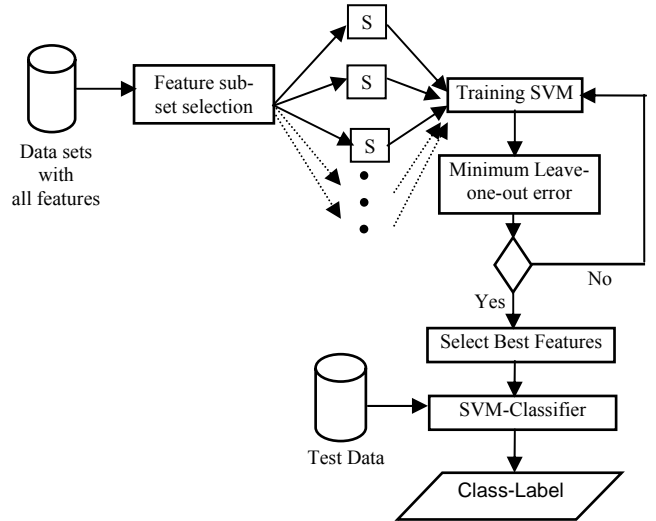 S
Feature sub-
set selection
S
Training SVM
S
Data sets
with
all features
Minimum Leave-
one-out error
No
Yes
Select Best Features
SVM-Classifier
Test Data
Class-Label